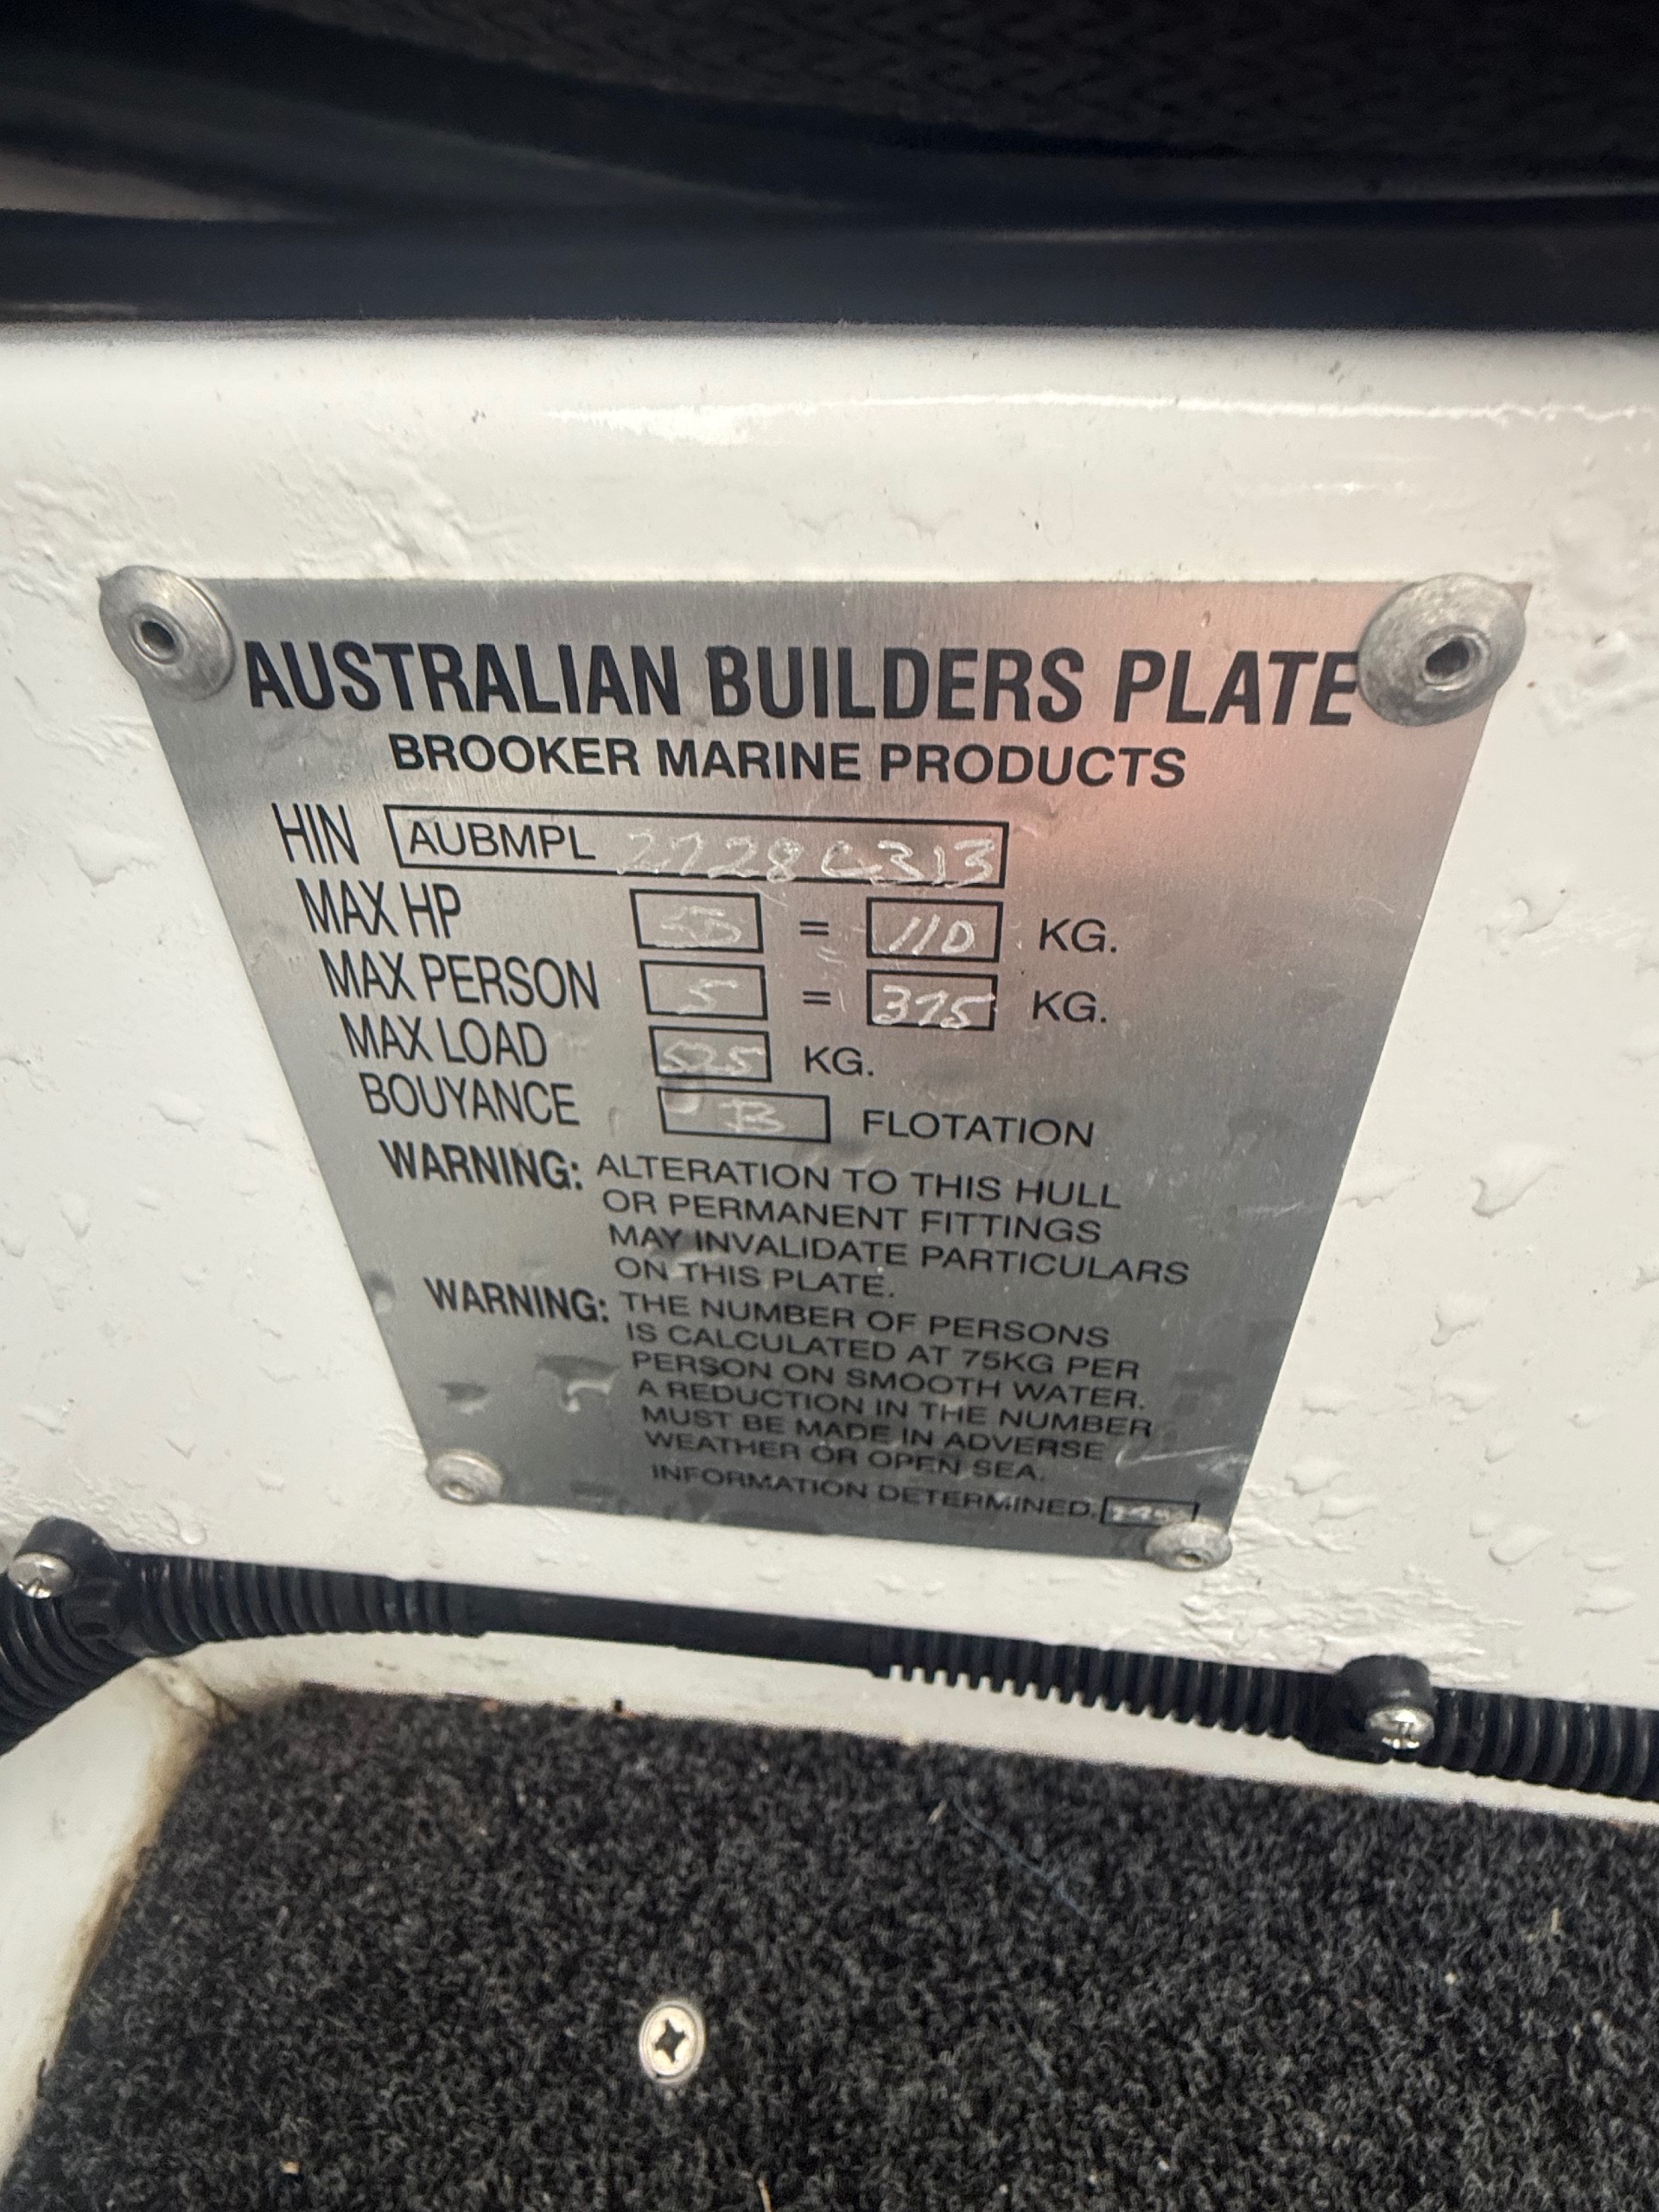 AUSTRALIAN BUILDERS PLATE
BROOKER MARINE PRODUCTS
HIN AUBMPL 2728C313
MAX HP 55 = 110 KG.
MAX PERSON 5 = 375 KG.
MAX LOAD 525 KG.
BOUYANCE B FLOTATION
WARNING: ALTERATION TO THIS HULL
OR PERMANENT FITTINGS
MAY INVALIDATE PARTICULARS
ON THIS PLATE.
WARNING: THE NUMBER OF PERSONS
IS CALCULATED AT 75KG PER
PERSON ON SMOOTH WATER.
A REDUCTION IN THE NUMBER
MUST BE MADE IN ADVERSE
WEATHER OR OPEN SEA.
INFORMATION DETERMINED.